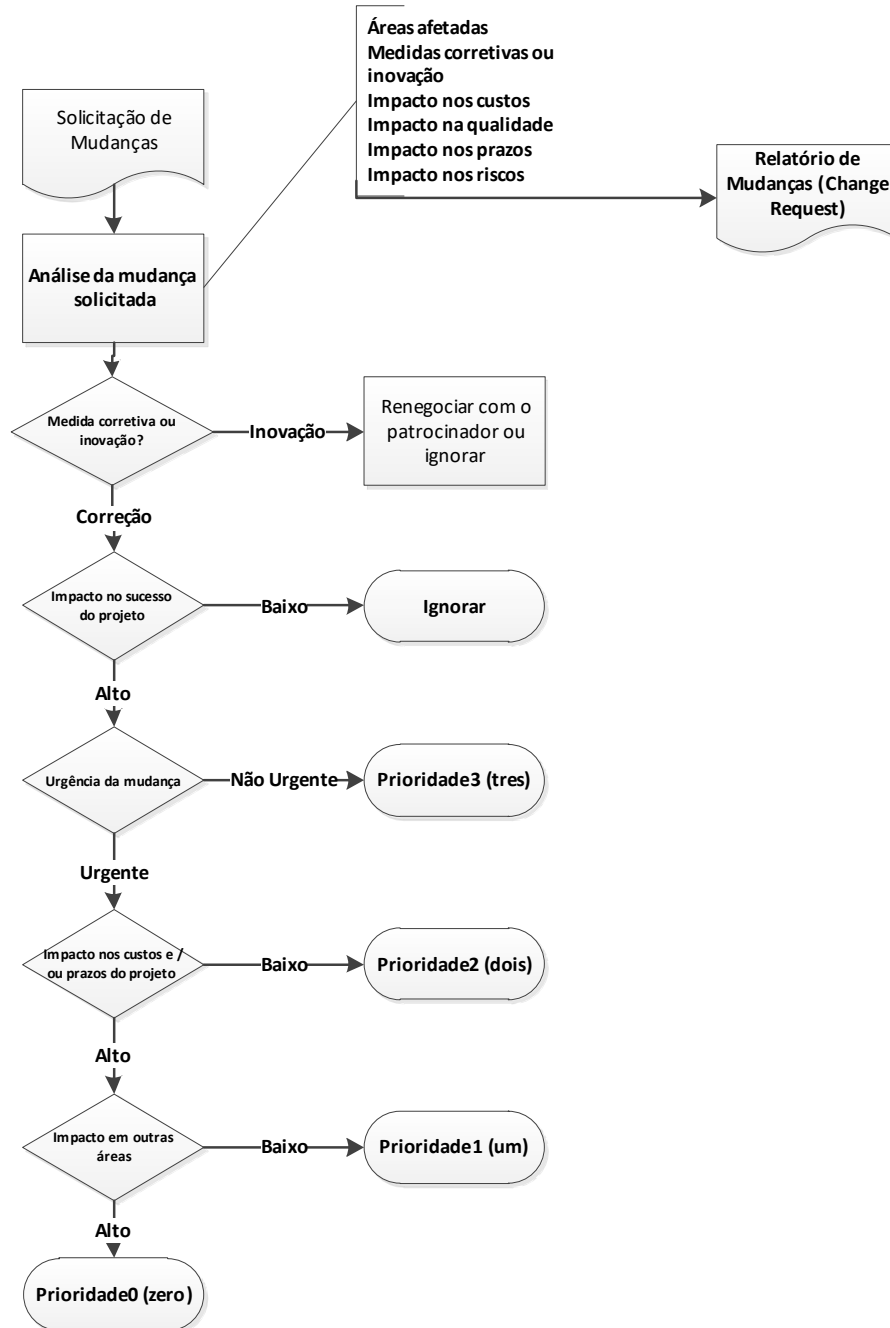 Áreas afetadas
Medidas corretivas ou
inovação
Impacto nos custos
Impacto na qualidade
Impacto nos prazos
Impacto nos riscos
Solicitação de
Mudanças
Relatório de
Mudanças (Change
Request)
Análise da mudança
solicitada
Medida corretiva ou
inovação?
Inovação
Renegociar com o
patrocinador ou
ignorar
Correção
Impacto no sucesso
do projeto
Baixo
Ignorar
Alto
Urgência da mudança
Não Urgente
Prioridade3 (tres)
Urgente
Impacto nos custos e /
ou prazos do projeto
Baixo
Prioridade2 (dois)
Alto
Impacto em outras
áreas
Baixo
Prioridade1 (um)
Alto
Prioridade0 (zero)